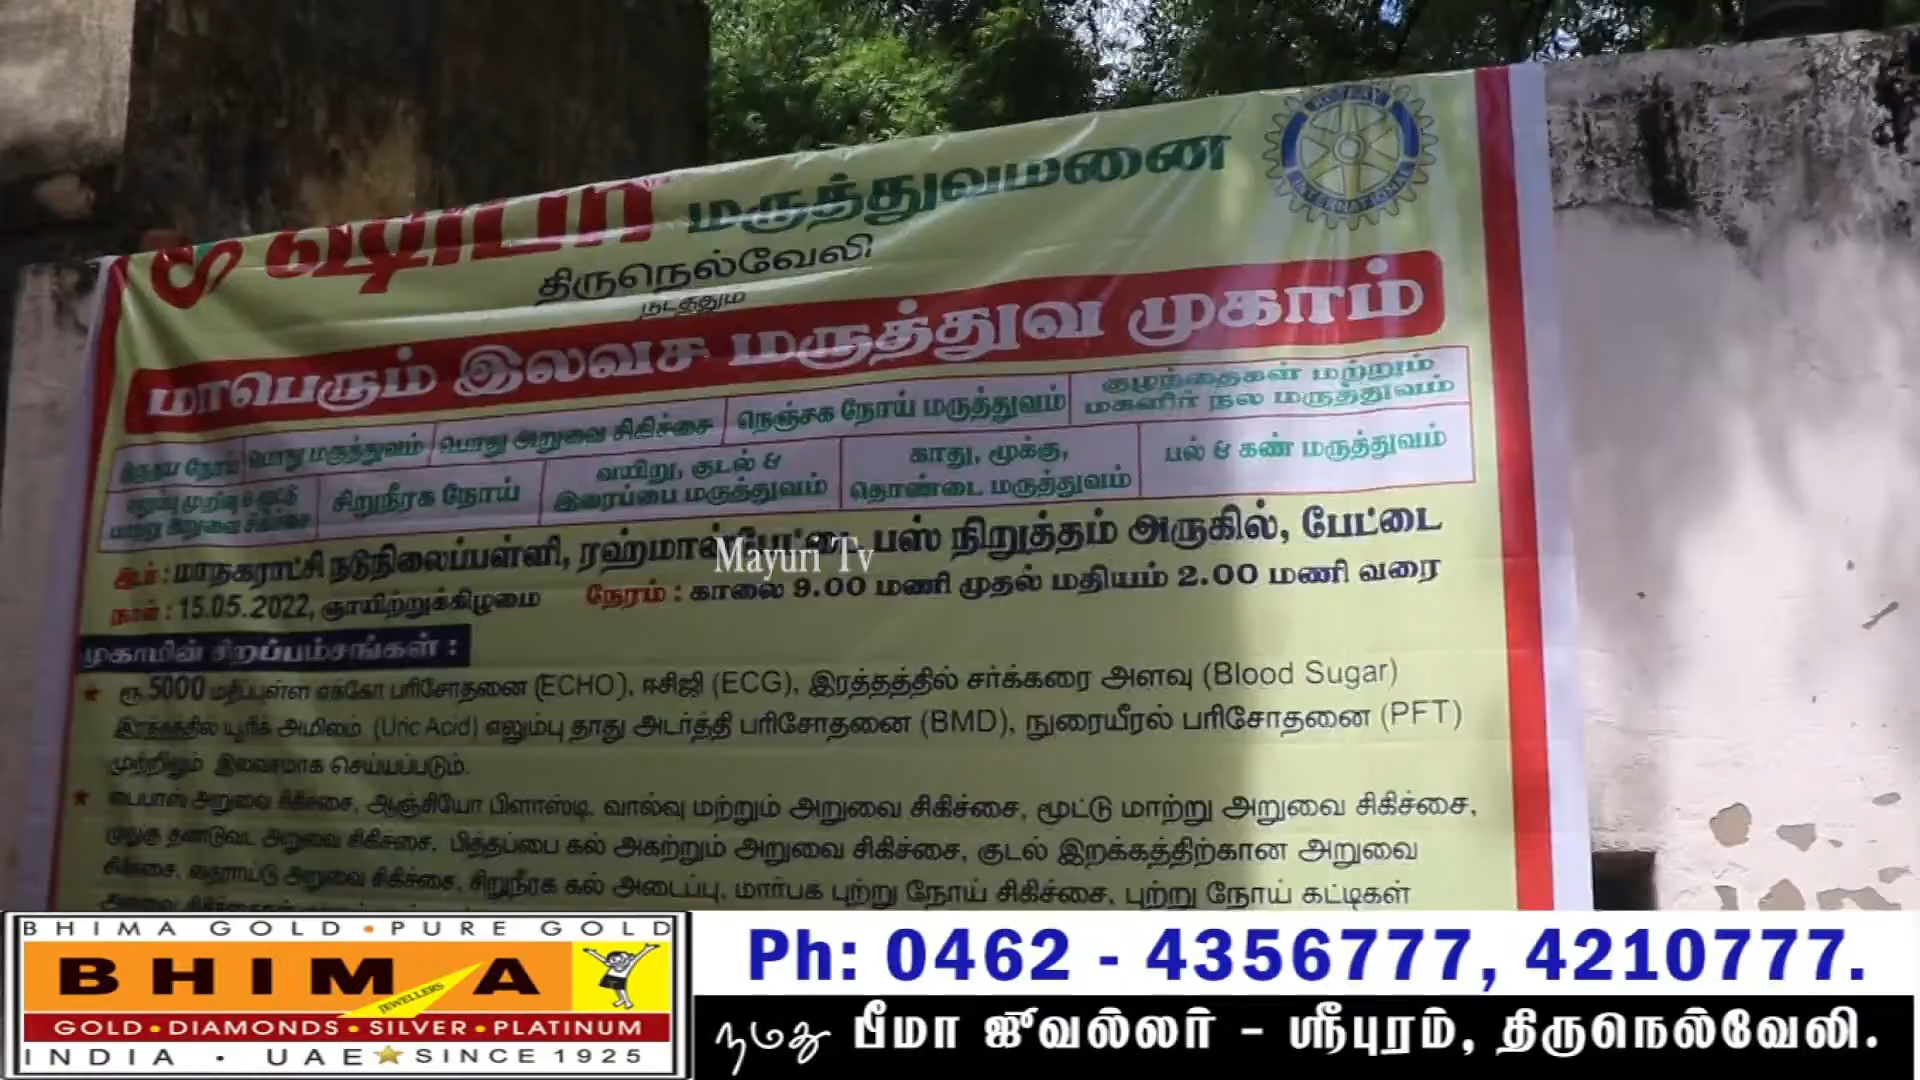 ஷிபா மருத்துவமனை
ROTARY INTERNATIONAL
திருநெல்வேலி
நடத்தும்
மாபெரும் இலவச மருத்துவ முகாம்
இருதய நோய் பொது மருத்துவம் பொது அறுவை சிகிச்சை நெஞ்சக நோய் மருத்துவம் குழந்தைகள் மற்றும் மகளிர் நல மருத்துவம்
எலும்பு முறிவு & மூட்டு மாற்று அறுவை சிகிச்சை சிறுநீரக நோய் வயிறு, குடல் & இரைப்பை மருத்துவம் காது, மூக்கு, தொண்டை மருத்துவம் பல் & கண் மருத்துவம்
இடம் : மாநகராட்சி நடுநிலைப்பள்ளி, ரஹ்மான்பேட்டை பஸ் நிறுத்தம் அருகில், பேட்டை
நாள் : 15.05.2022, ஞாயிற்றுக்கிழமை நேரம் : காலை 9.00 மணி முதல் மதியம் 2.00 மணி வரை
Mayuri Tv
முகாமின் சிறப்பம்சங்கள் :
★ ரூ.5000 மதிப்புள்ள எக்கோ பரிசோதனை (ECHO), ஈசிஜி (ECG), இரத்தத்தில் சர்க்கரை அளவு (Blood Sugar)
இரத்தத்தில் யூரிக் அமிலம் (Uric Acid) எலும்பு தாது அடர்த்தி பரிசோதனை (BMD), நுரையீரல் பரிசோதனை (PFT)
முற்றிலும் இலவசமாக செய்யப்படும்.
★ பைபாஸ் அறுவை சிகிச்சை, ஆஞ்சியோ பிளாஸ்டி, வால்வு மற்றும் அறுவை சிகிச்சை, மூட்டு மாற்று அறுவை சிகிச்சை,
முதுகு தண்டுவட அறுவை சிகிச்சை, பித்தப்பை கல் அகற்றும் அறுவை சிகிச்சை, குடல் இறக்கத்திற்கான அறுவை
சிகிச்சை, தைராய்டு அறுவை சிகிச்சை, சிறுநீரக கல் அடைப்பு, மார்பக புற்று நோய் சிகிச்சை, புற்று நோய் கட்டிகள்
BHIMA GOLD • PURE GOLD
BHIMA
JEWELLERS
GOLD • DIAMONDS • SILVER • PLATINUM
INDIA • UAE ★ SINCE 1925
Ph: 0462 - 4356777, 4210777.
நமது பீமா ஜுவல்லர் - ஸ்ரீபுரம், திருநெல்வேலி.